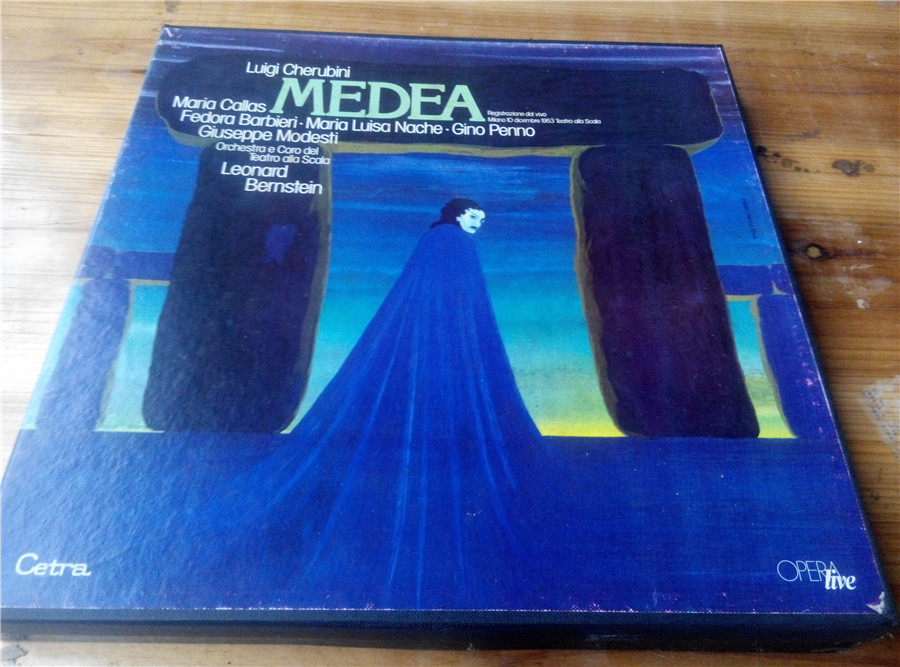 Luigi Cherubini
MEDEA
Registrazione dal vivo
Milano 10 dicembre 1953 Teatro alla Scala
Maria Callas
Fedora Barbieri · Maria Luisa Nache · Gino Penno
Giuseppe Modesti
Orchestra e Coro del
Teatro alla Scala
Leonard
Bernstein
Cetra
OPERA
live